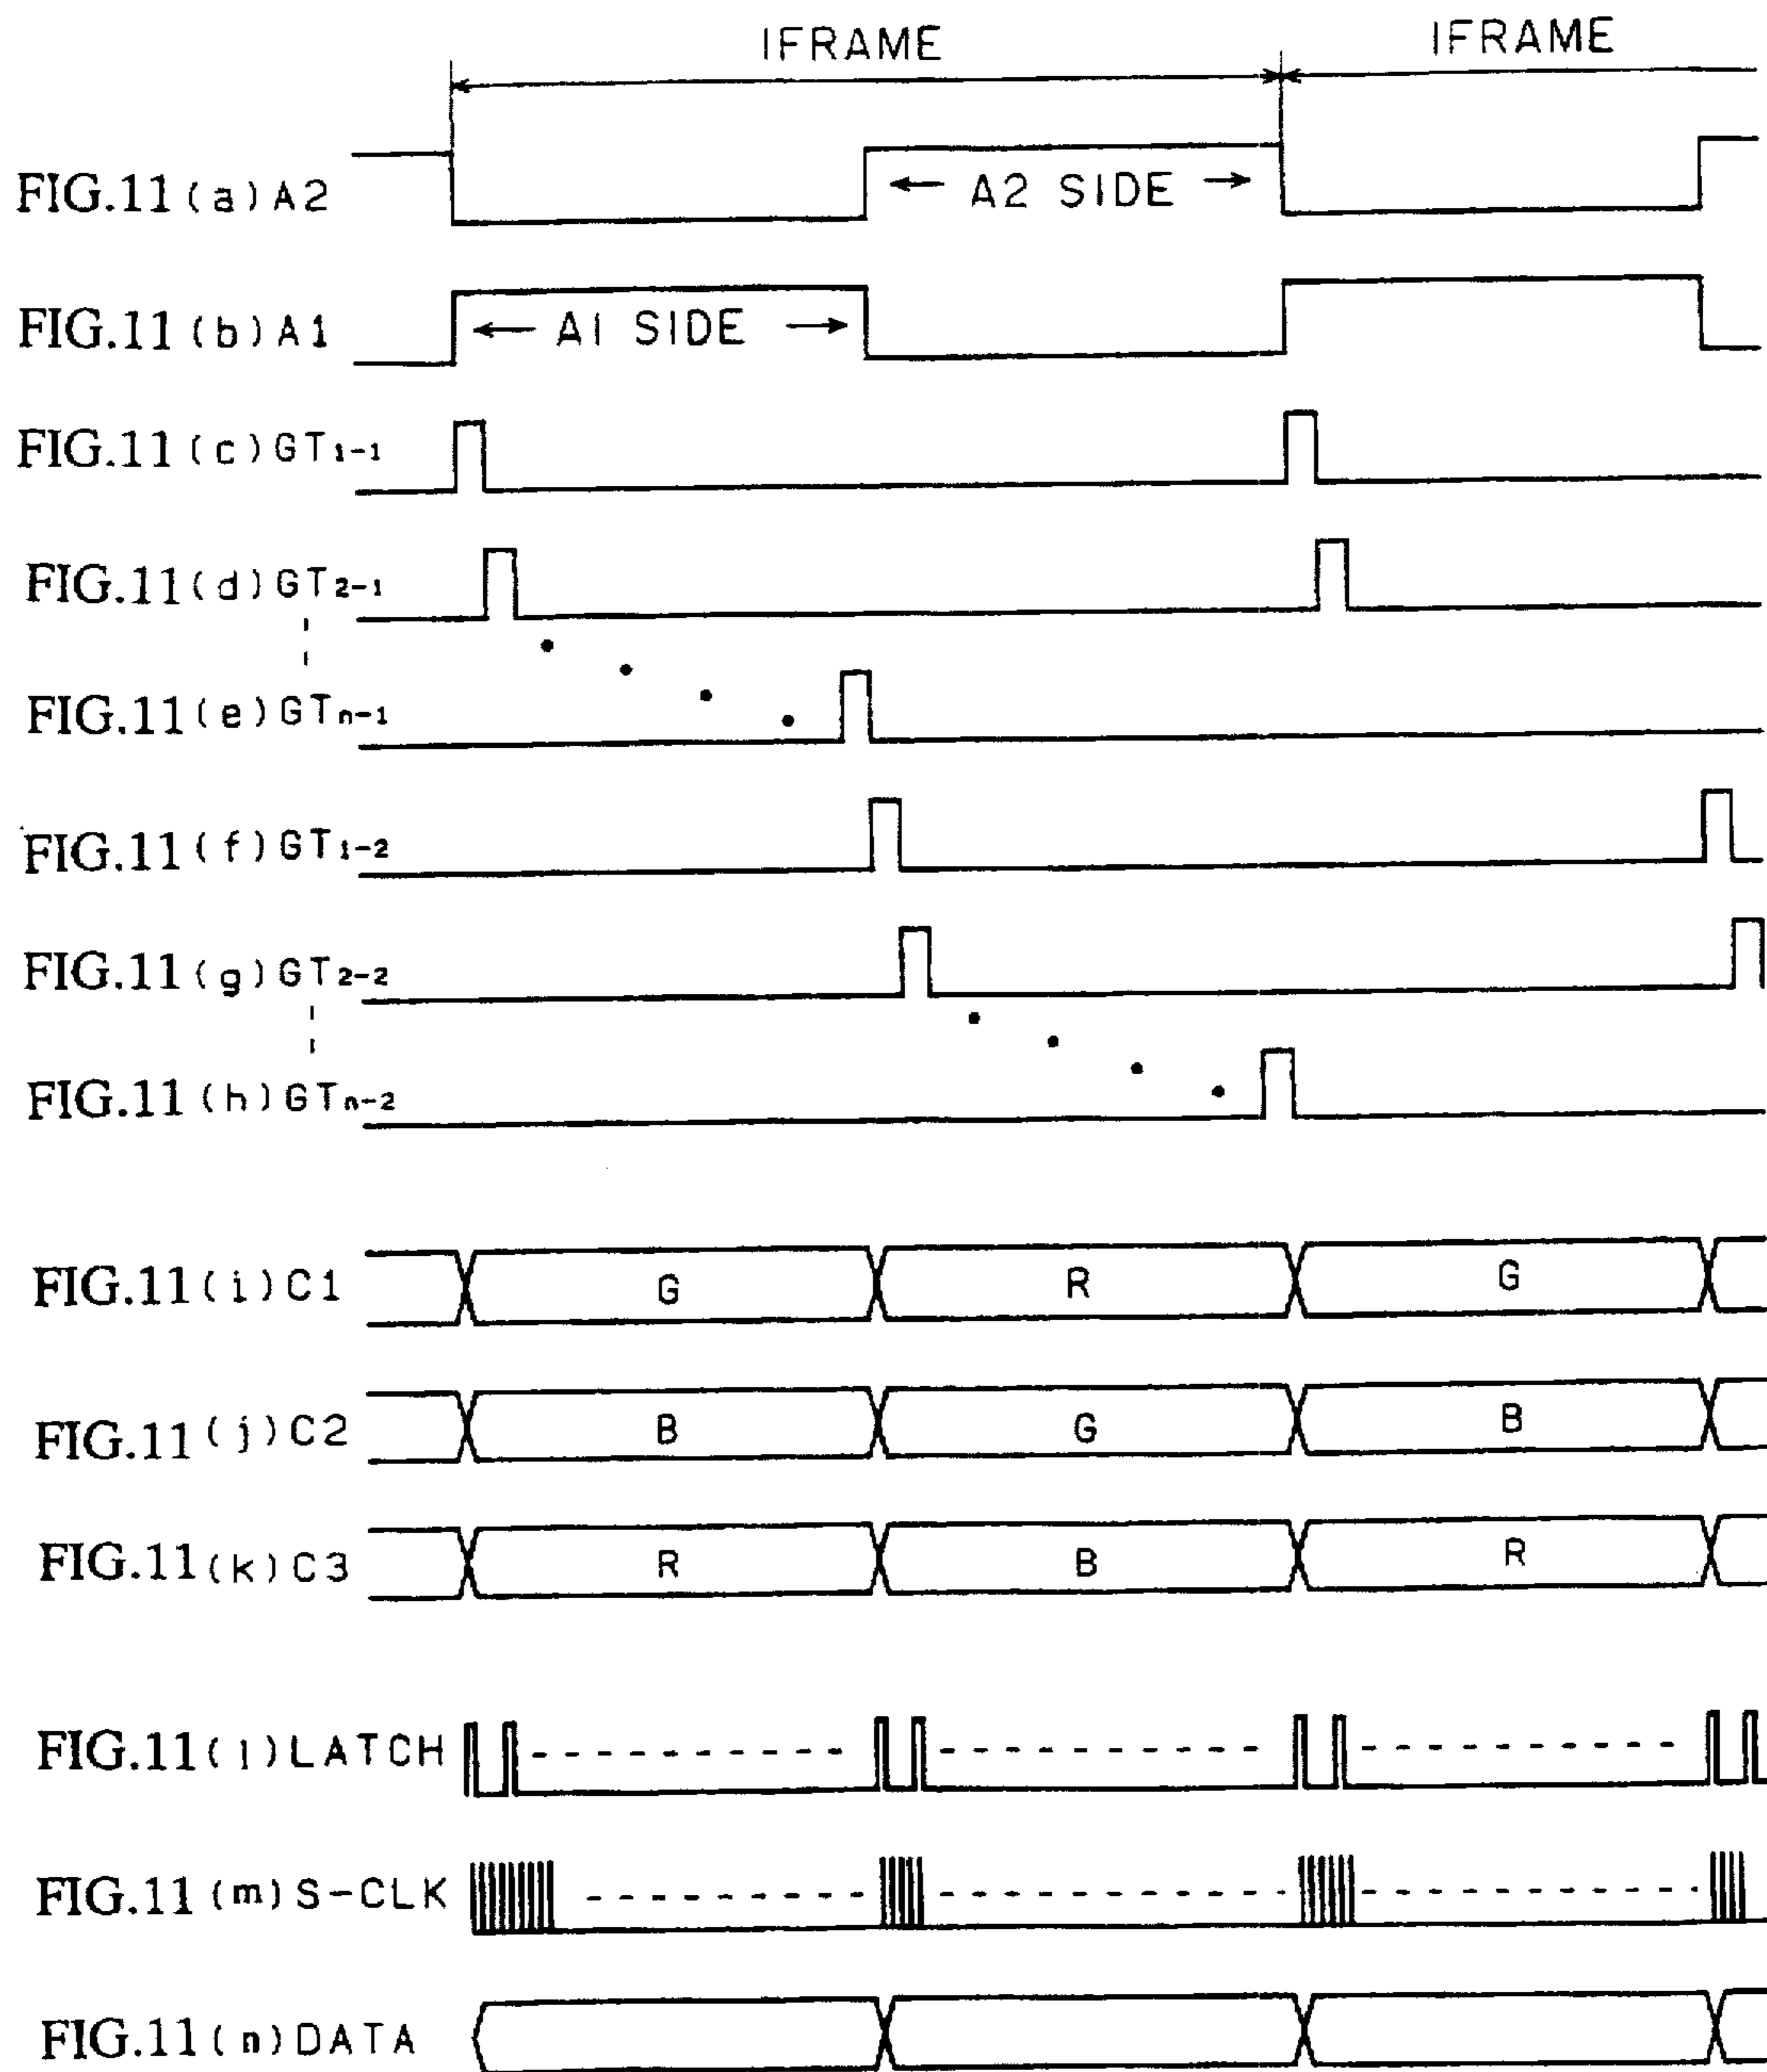 IFRAME IFRAME
FIG.11 (a) A2 A2 SIDE
FIG.11 (b) A1 A1 SIDE
FIG.11 (c) GT1-1
FIG.11 (d) GT2-1
FIG.11 (e) GTn-1
FIG.11 (f) GT1-2
FIG.11 (g) GT2-2
FIG.11 (h) GTn-2
FIG.11 (i) C1 G R G
FIG.11 (j) C2 B G B
FIG.11 (k) C3 R B R
FIG.11 (l) LATCH
FIG.11 (m) S-CLK
FIG.11 (n) DATA